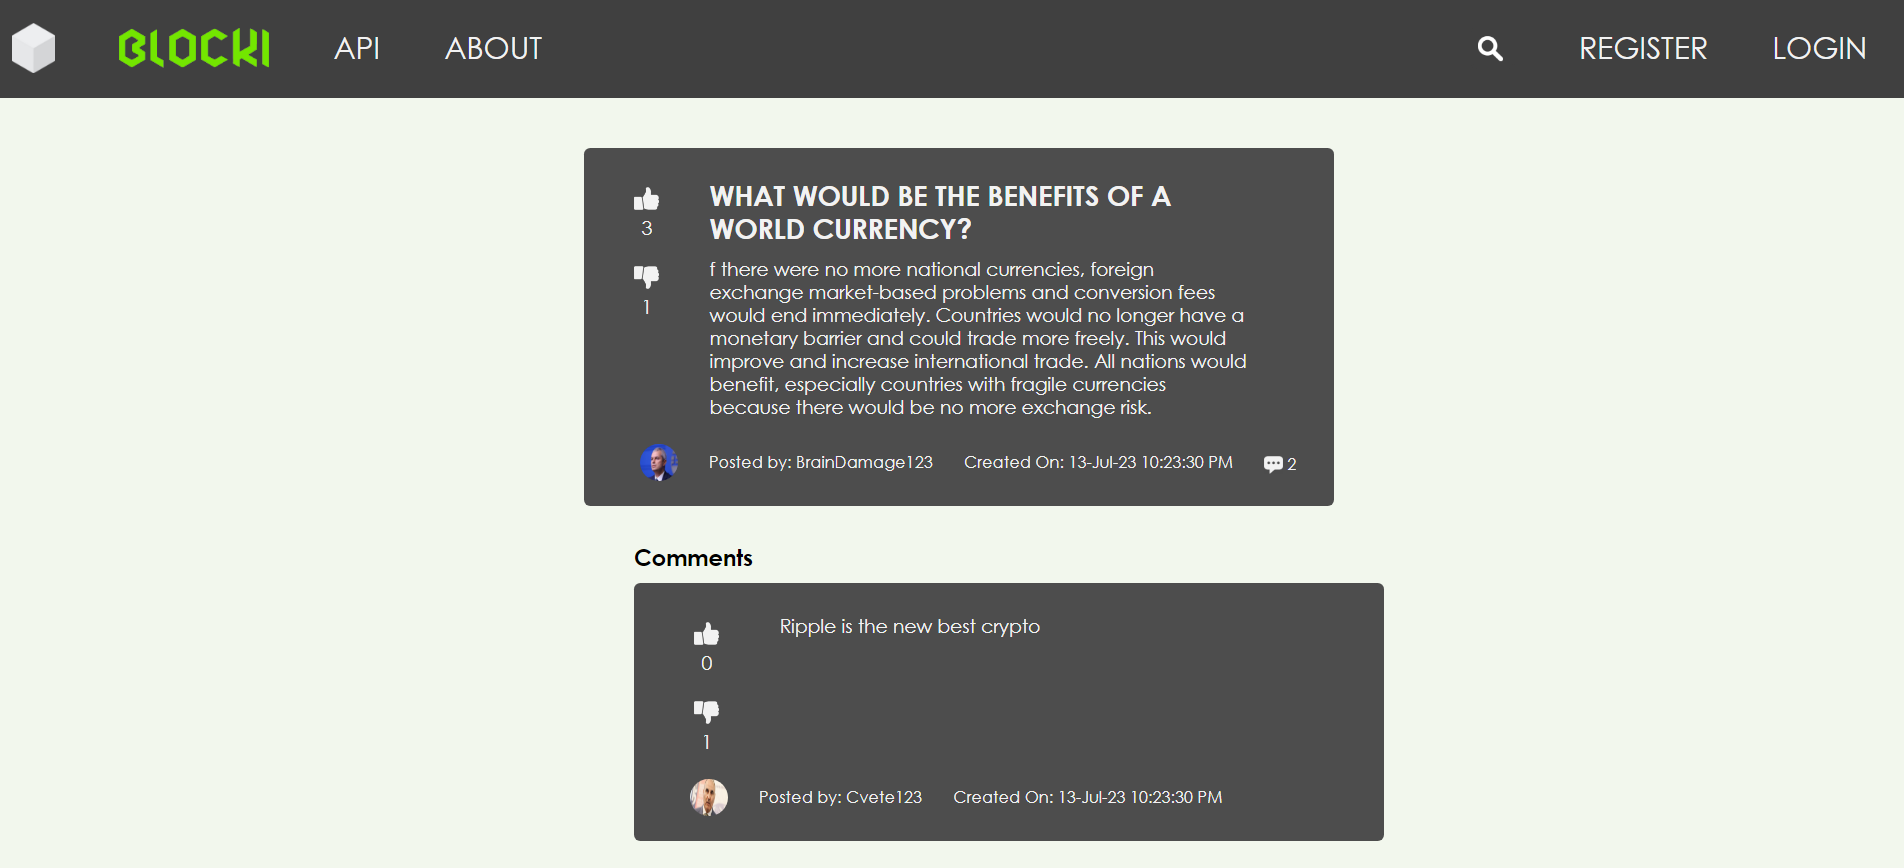 BLOCKI API ABOUT REGISTER LOGIN
3
WHAT WOULD BE THE BENEFITS OF A
WORLD CURRENCY?
f there were no more national currencies, foreign
exchange market-based problems and conversion fees
would end immediately. Countries would no longer have a
monetary barrier and could trade more freely. This would
improve and increase international trade. All nations would
benefit, especially countries with fragile currencies
because there would be no more exchange risk.
1
Posted by: BrainDamage123 Created On: 13-Jul-23 10:23:30 PM 2
Comments
Ripple is the new best crypto
0
1
Posted by: Cvete123 Created On: 13-Jul-23 10:23:30 PM